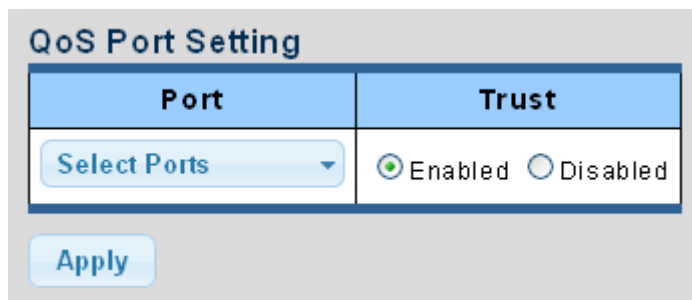 QoS Port Setting
Port Trust
Select Ports Enabled Disabled
Apply